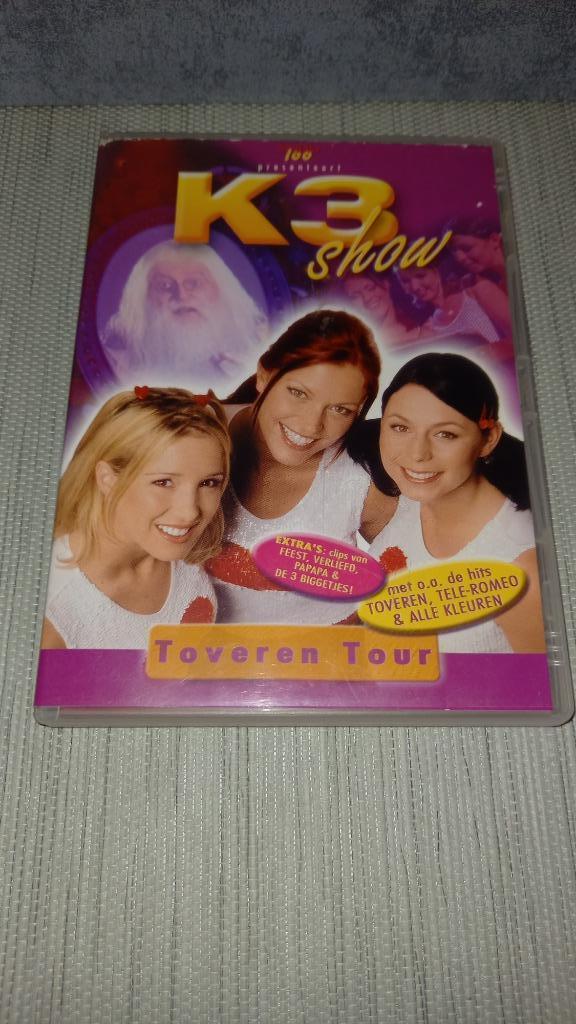 presenteert
K3
show
EXTRA'S: clips van
FEEST, VERLIEFD,
PAPAPA &
DE 3 BIGGETJES!
met o.a. de hits
TOVEREN, TELE-ROMEO
& ALLE KLEUREN
Toveren Tour